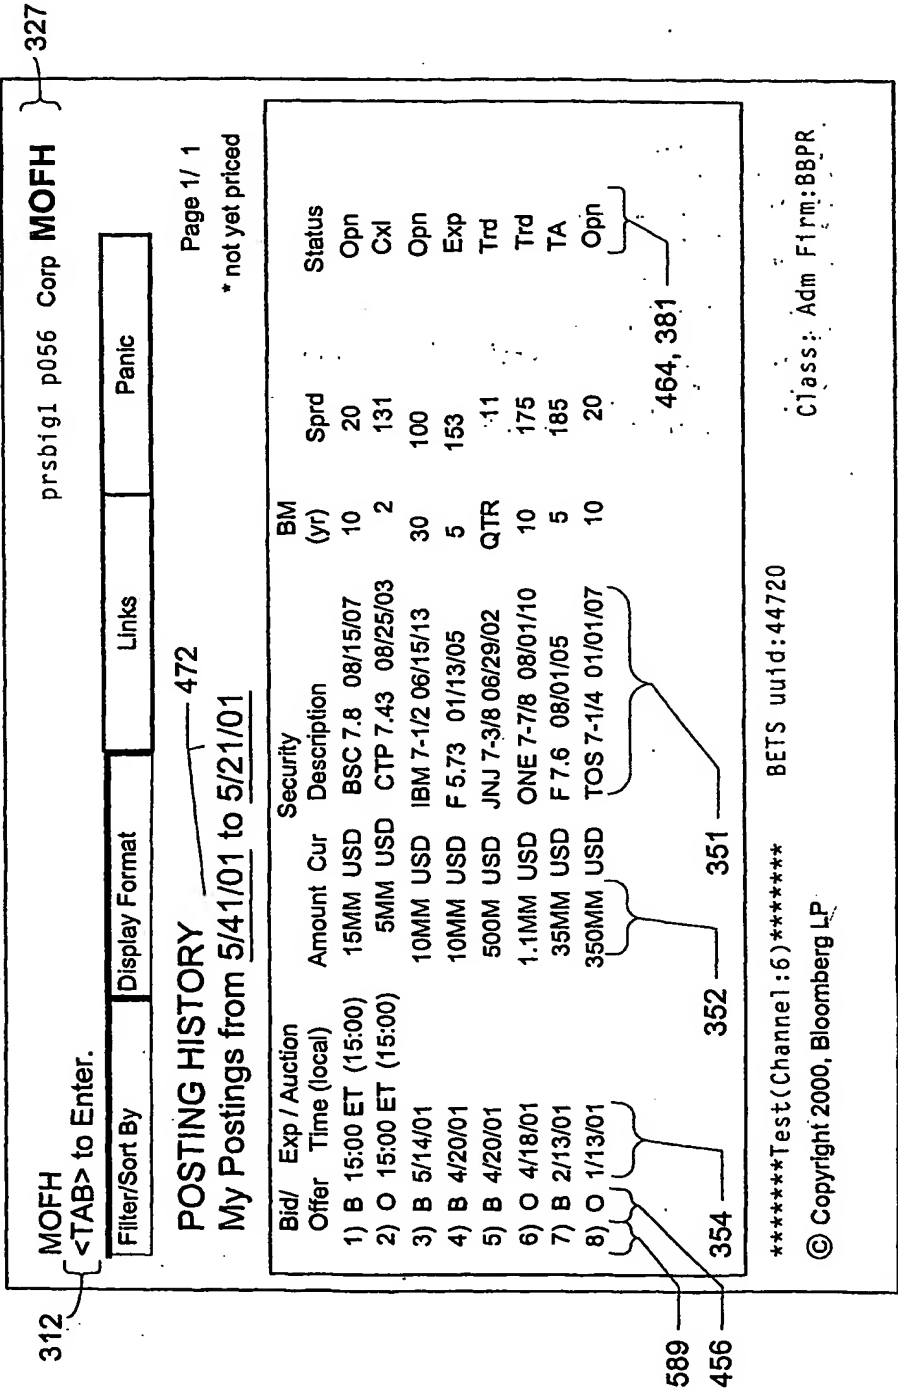 327
prsbigl p056 Corp MOFH
MOFH
312
<TAB> to Enter.
Filter/Sort By Display Format Links Panic
POSTING HISTORY 472 Page 1/ 1
My Postings from 5/41/01 to 5/21/01 * not yet priced
Bid/ Exp / Auction Security BM
Offer Time (local) Amount Cur Description (yr) Sprd Status
1) B 15:00 ET (15:00) 15MM USD BSC 7.8 08/15/07 10 20 Opn
2) O 15:00 ET (15:00) 5MM USD CTP 7.43 08/25/03 2 131 Cxl
3) B 5/14/01 10MM USD IBM 7-1/2 06/15/13 30 100 Opn
4) B 4/20/01 10MM USD F 5.73 01/13/05 5 153 Exp
5) B 4/20/01 500M USD JNJ 7-3/8 06/29/02 QTR 11 Trd
6) O 4/18/01 1.1MM USD ONE 7-7/8 08/01/10 10 175 Trd
7) B 2/13/01 35MM USD F 7.6 08/01/05 5 185 TA
8) O 1/13/01 350MM USD TOS 7-1/4 01/01/07 10 20 Opn
464, 381
589
456
354 352 351
*******Test(Channel:6)******* BETS uuid:44720 Class: Adm Firm:BBPR
© Copyright 2000, Bloomberg LP